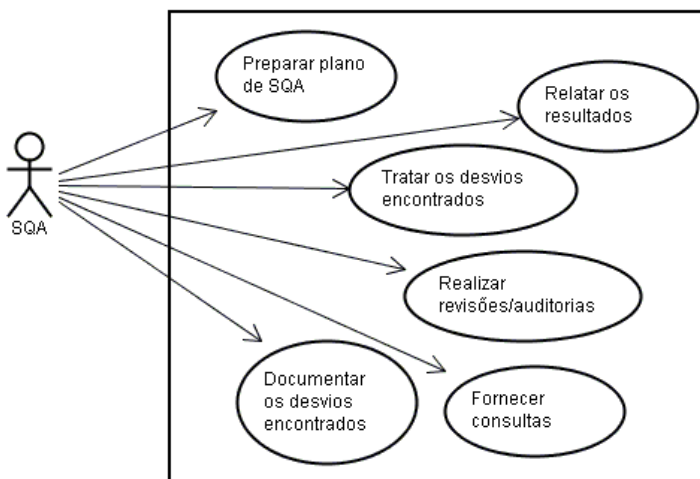 Preparar plano
de SQA
Relatar os
resultados
SQA
Tratar os desvios
encontrados
Realizar
revisões/auditorias
Documentar
os desvios
encontrados
Fornecer
consultas